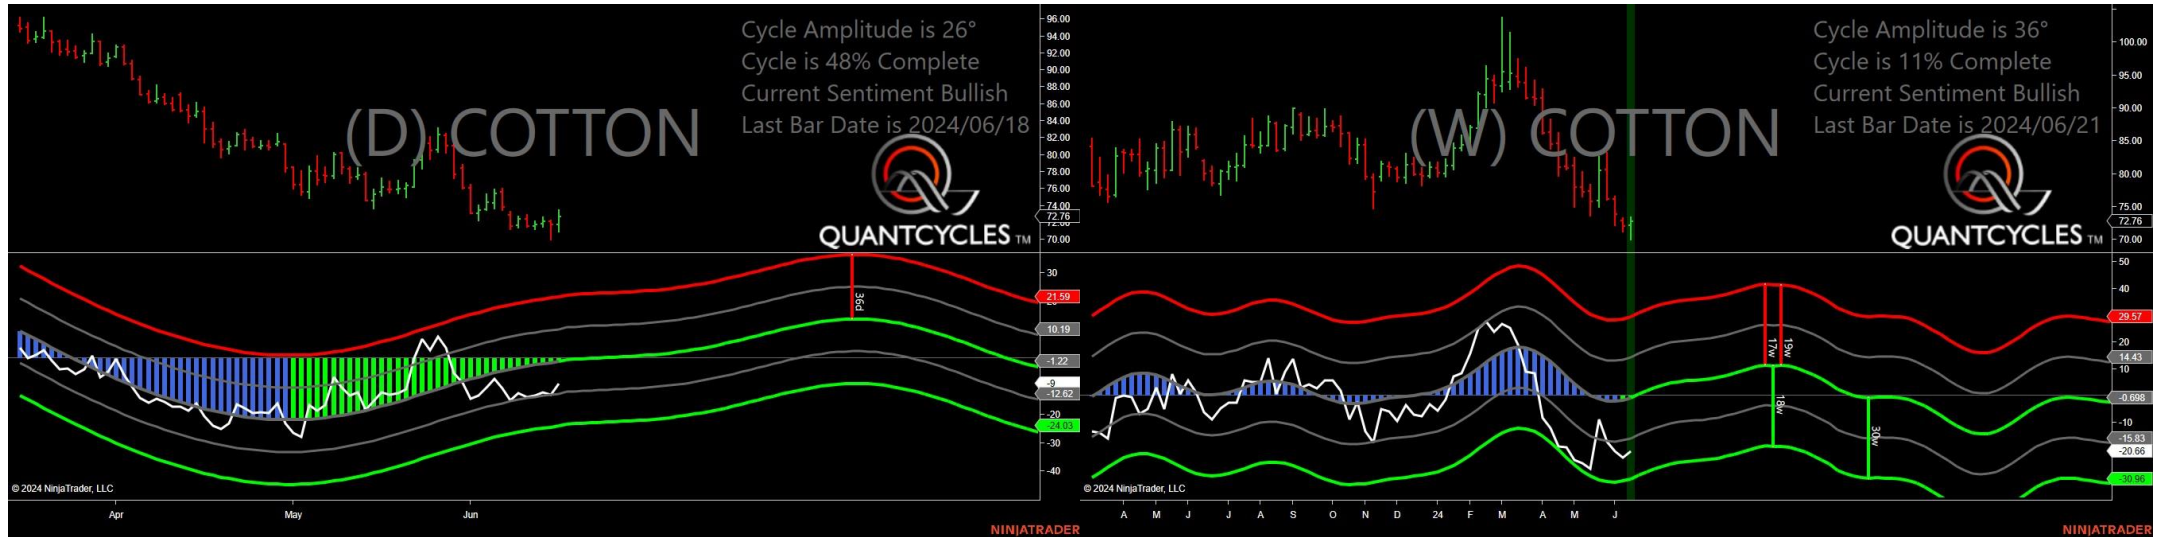 Cycle Amplitude is 26°
Cycle is 48% Complete
Current Sentiment Bullish
Last Bar Date is 2024/06/18
(D) COTTON
QUANTCYCLES TM
96.00
94.00
92.00
90.00
88.00
86.00
84.00
82.00
80.00
78.00
76.00
74.00
72.76
70.00
30
21.59
10.19
-1.22
-9
-12.62
-20
-24.03
-30
-40
36d
© 2024 NinjaTrader, LLC
Apr May Jun
NINJATRADER
Cycle Amplitude is 36°
Cycle is 11% Complete
Current Sentiment Bullish
Last Bar Date is 2024/06/21
(W) COTTON
QUANTCYCLES TM
100.00
95.00
90.00
85.00
80.00
75.00
72.76
70.00
50
40
29.57
20
14.43
10
-0.698
-10
-15.83
-20.66
-30.96
17w
19w
18w
30w
© 2024 NinjaTrader, LLC
A M J J A S O N D 24 F M A M J
NINJATRADER